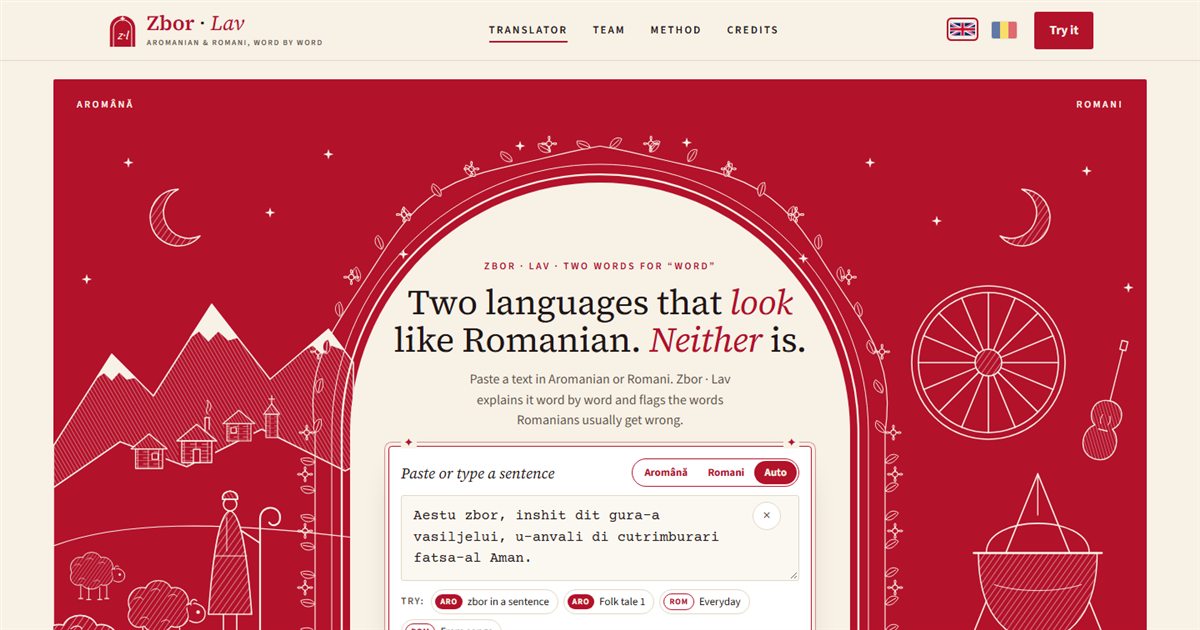 Zbor · Lav
AROMANIAN & ROMANI, WORD BY WORD
TRANSLATOR
TEAM
METHOD
CREDITS
Try it
AROMÂNĂ
ROMANI
ZBOR · LAV · TWO WORDS FOR “WORD”
Two languages that look
like Romanian. Neither is.
Paste a text in Aromanian or Romani. Zbor · Lav
explains it word by word and flags the words
Romanians usually get wrong.
Paste or type a sentence
Aromână
Romani
Auto
Aestu zbor, inshit dit gura-a
vasiljelui, u-anvali di cutrimburari
fatsa-al Aman.
TRY:
ARO zbor in a sentence
ARO Folk tale 1
ROM Everyday